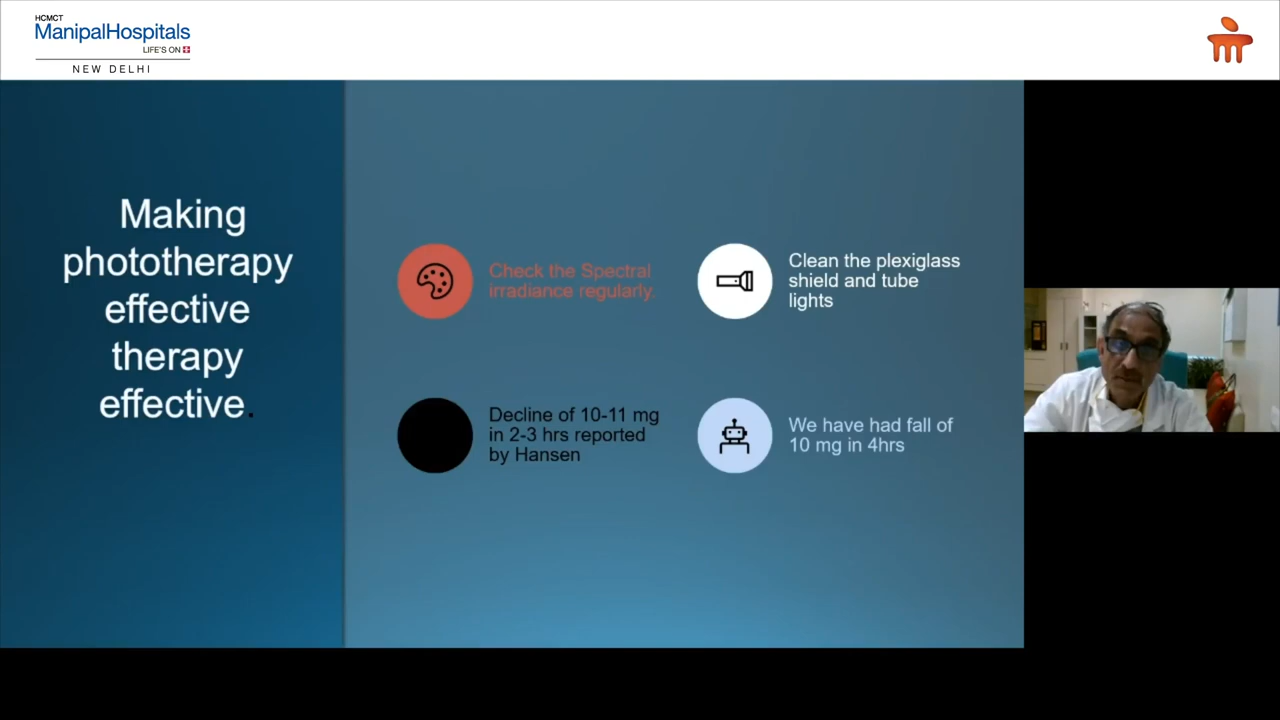 HCMCT
ManipalHospitals
LIFE'S ON
NEW DELHI
Making
phototherapy
effective
therapy
effective.
Check the Spectral
irradiance regularly.
Clean the plexiglass
shield and tube
lights
Decline of 10-11 mg
in 2-3 hrs reported
by Hansen
We have had fall of
10 mg in 4hrs